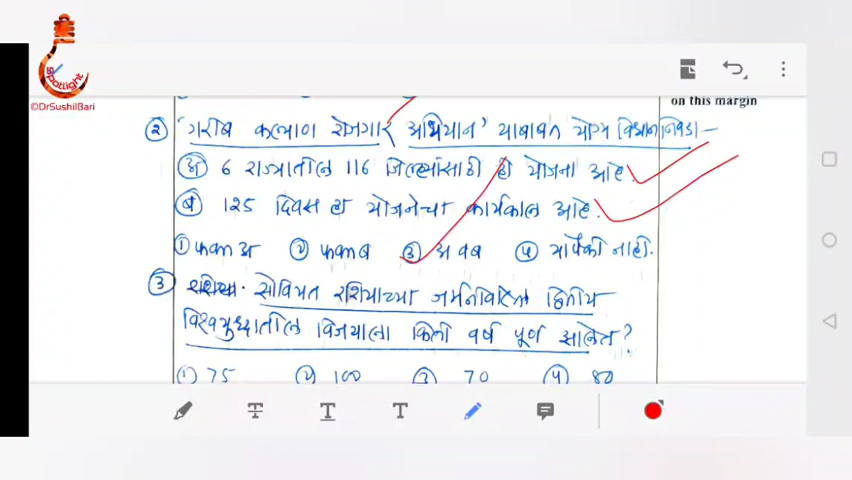 Spotlight
©DrSushilBari
on this margin
② 'गरीब कल्याण रोजगार अभियान' याबाबत योग्य विधान निवडा –
अ 6 राज्यातील 116 जिल्ह्यांसाठी ही योजना आहे.
ब 125 दिवस हा योजनेचा कार्यकाल आहे.
① फक्त अ ② फक्त ब ③ अ व ब ④ यापैकी नाही.
③ सोवियत रशियाच्या जर्मनीवरील द्वितीय
विश्वयुध्दातील विजयाला किती वर्ष पूर्ण झालेत?
① 75 ② 100 ③ 70 ④ 80